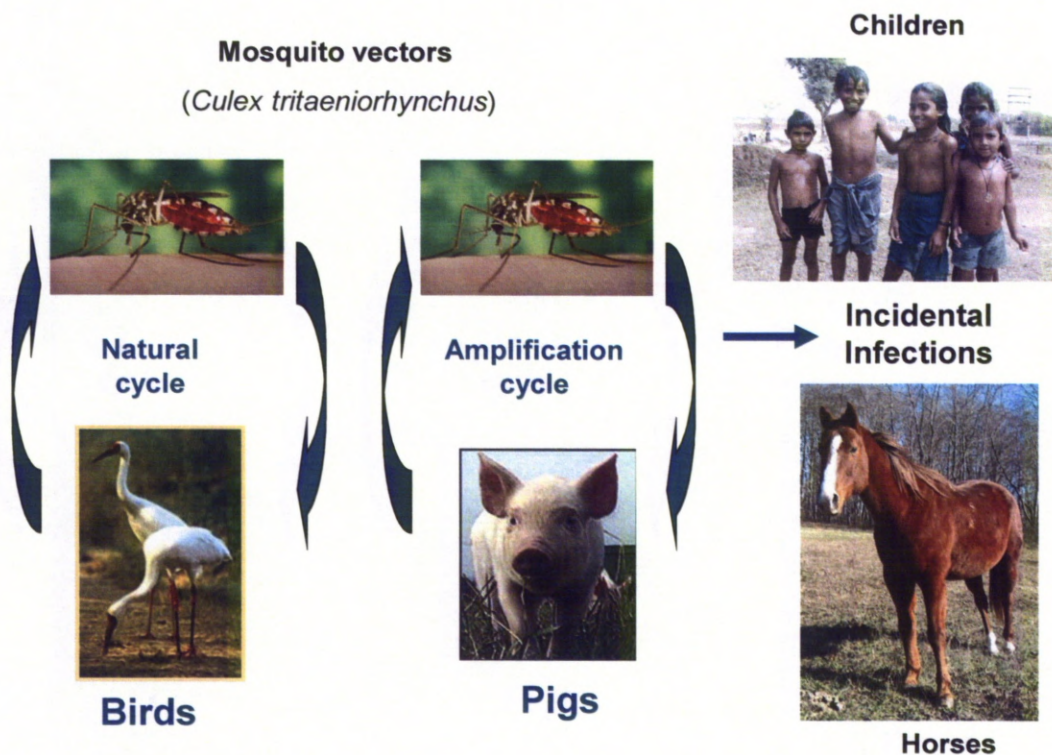 Mosquito vectors
(Culex tritaeniorhynchus)
Children
Natural
cycle
Amplification
cycle
Incidental
Infections
Birds
Pigs
Horses